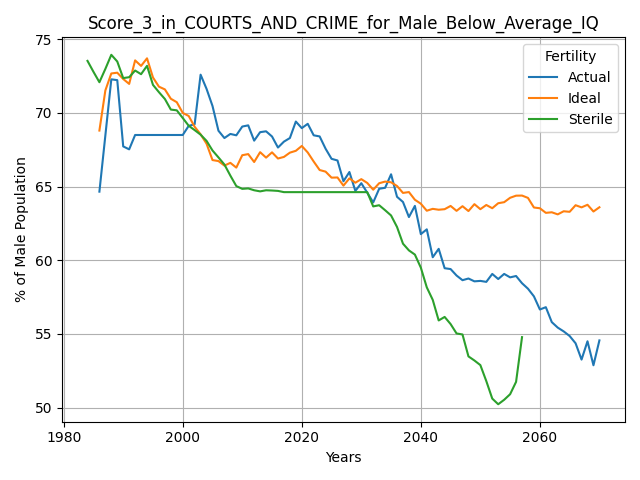 Score_3_in_COURTS_AND_CRIME_for_Male_Below_Average_IQ
% of Male Population
75
70
65
60
55
50
Fertility
Actual
Ideal
Sterile
1980
2000
2020
2040
2060
Years